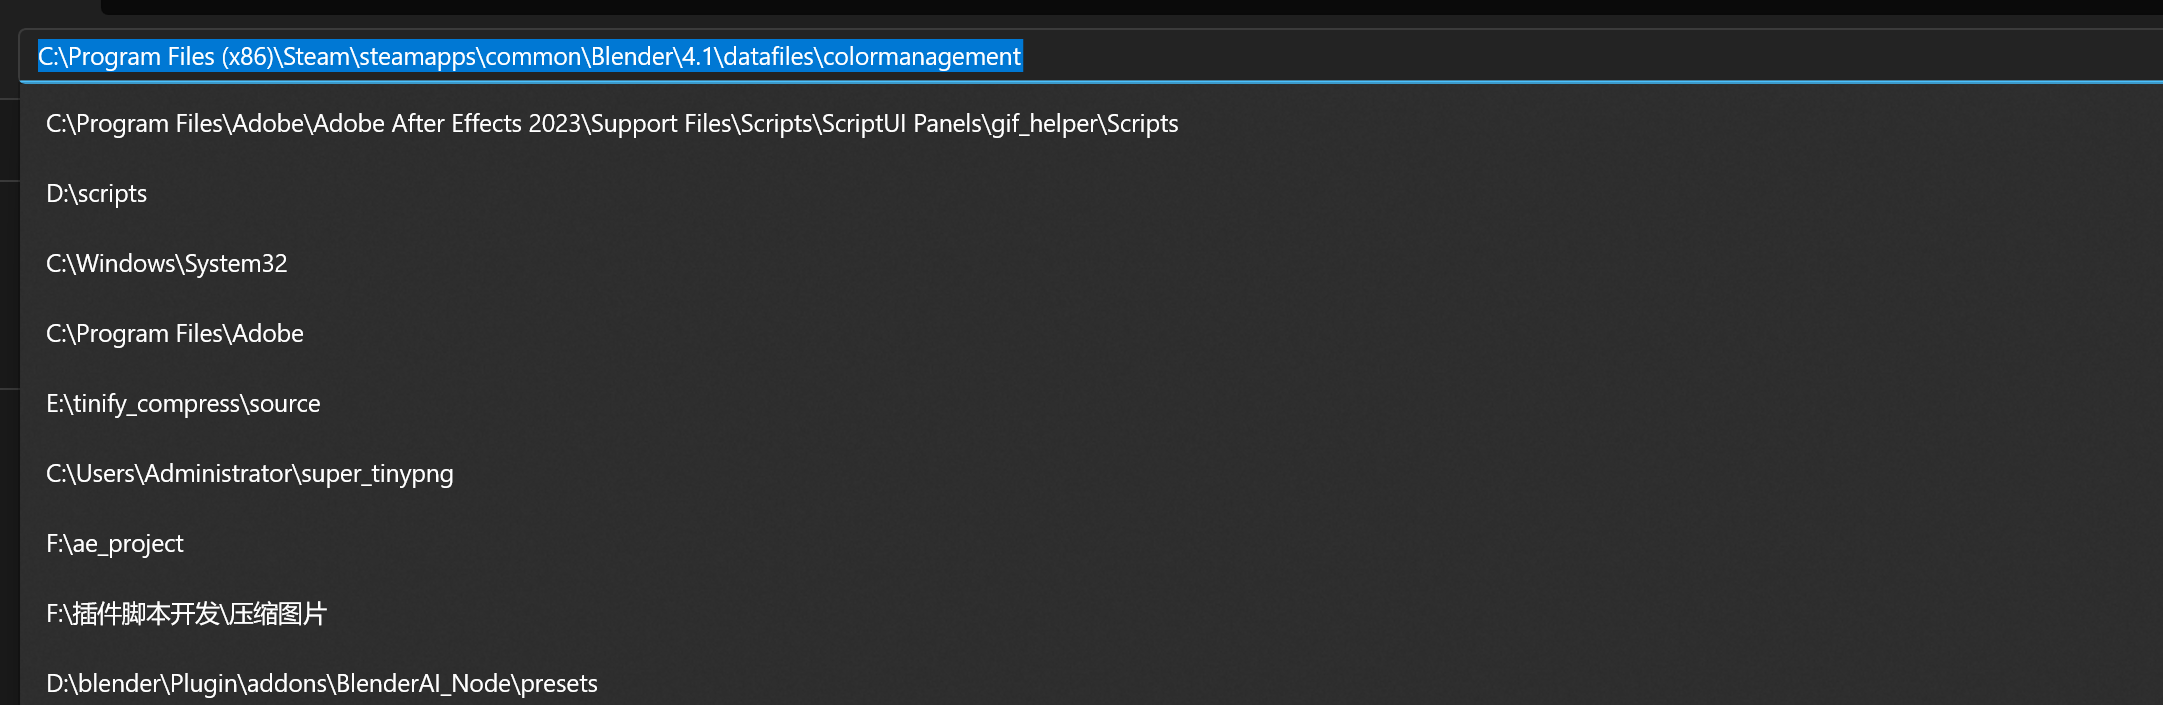 C:\Program Files (x86)\Steam\steamapps\common\Blender\4.1\datafiles\colormanagement
C:\Program Files\Adobe\Adobe After Effects 2023\Support Files\Scripts\ScriptUI Panels\gif_helper\Scripts
D:\scripts
C:\Windows\System32
C:\Program Files\Adobe
E:\tinify_compress\source
C:\Users\Administrator\super_tinypng
F:\ae_project
F:\插件脚本开发\压缩图片
D:\blender\Plugin\addons\BlenderAI_Node\presets